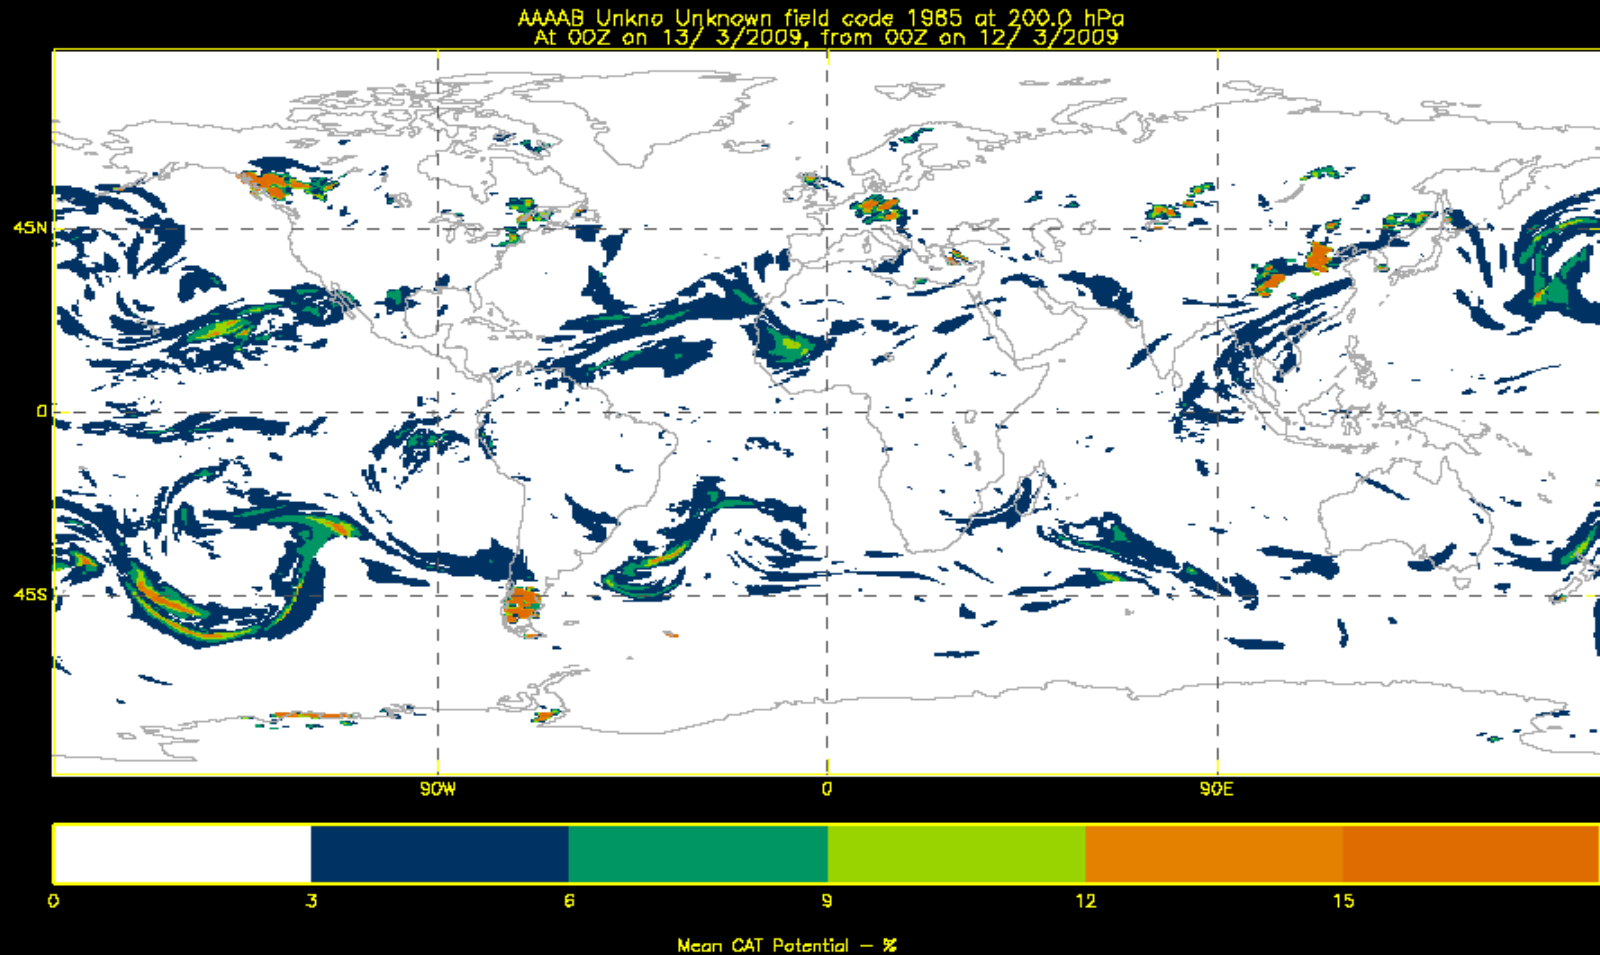 AAAAB Unkno Unknown field code 1985 at 200.0 hPa
At 00Z on 13/ 3/2009, from 00Z on 12/ 3/2009
45N
0
45S
90W 0 90E
0 3 6 9 12 15
Mean CAT Potential – %